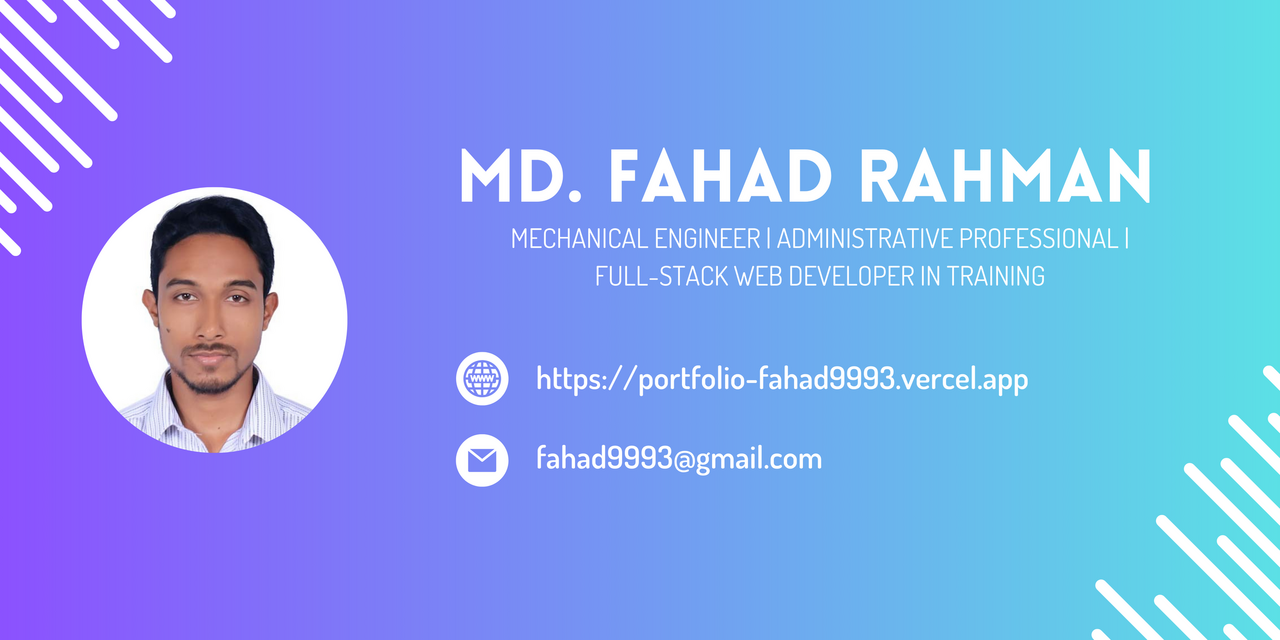 MD. FAHAD RAHMAN
MECHANICAL ENGINEER | ADMINISTRATIVE PROFESSIONAL |
FULL-STACK WEB DEVELOPER IN TRAINING
www
https://portfolio-fahad9993.vercel.app
fahad9993@gmail.com